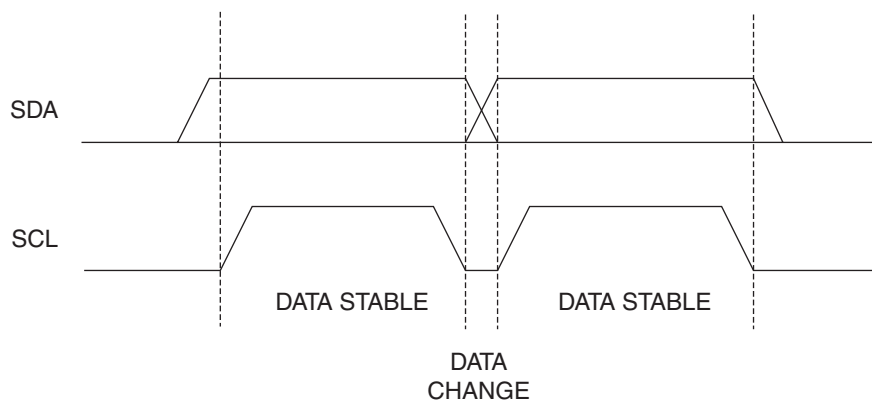 SDA
SCL
DATA STABLE
DATA STABLE
DATA
CHANGE